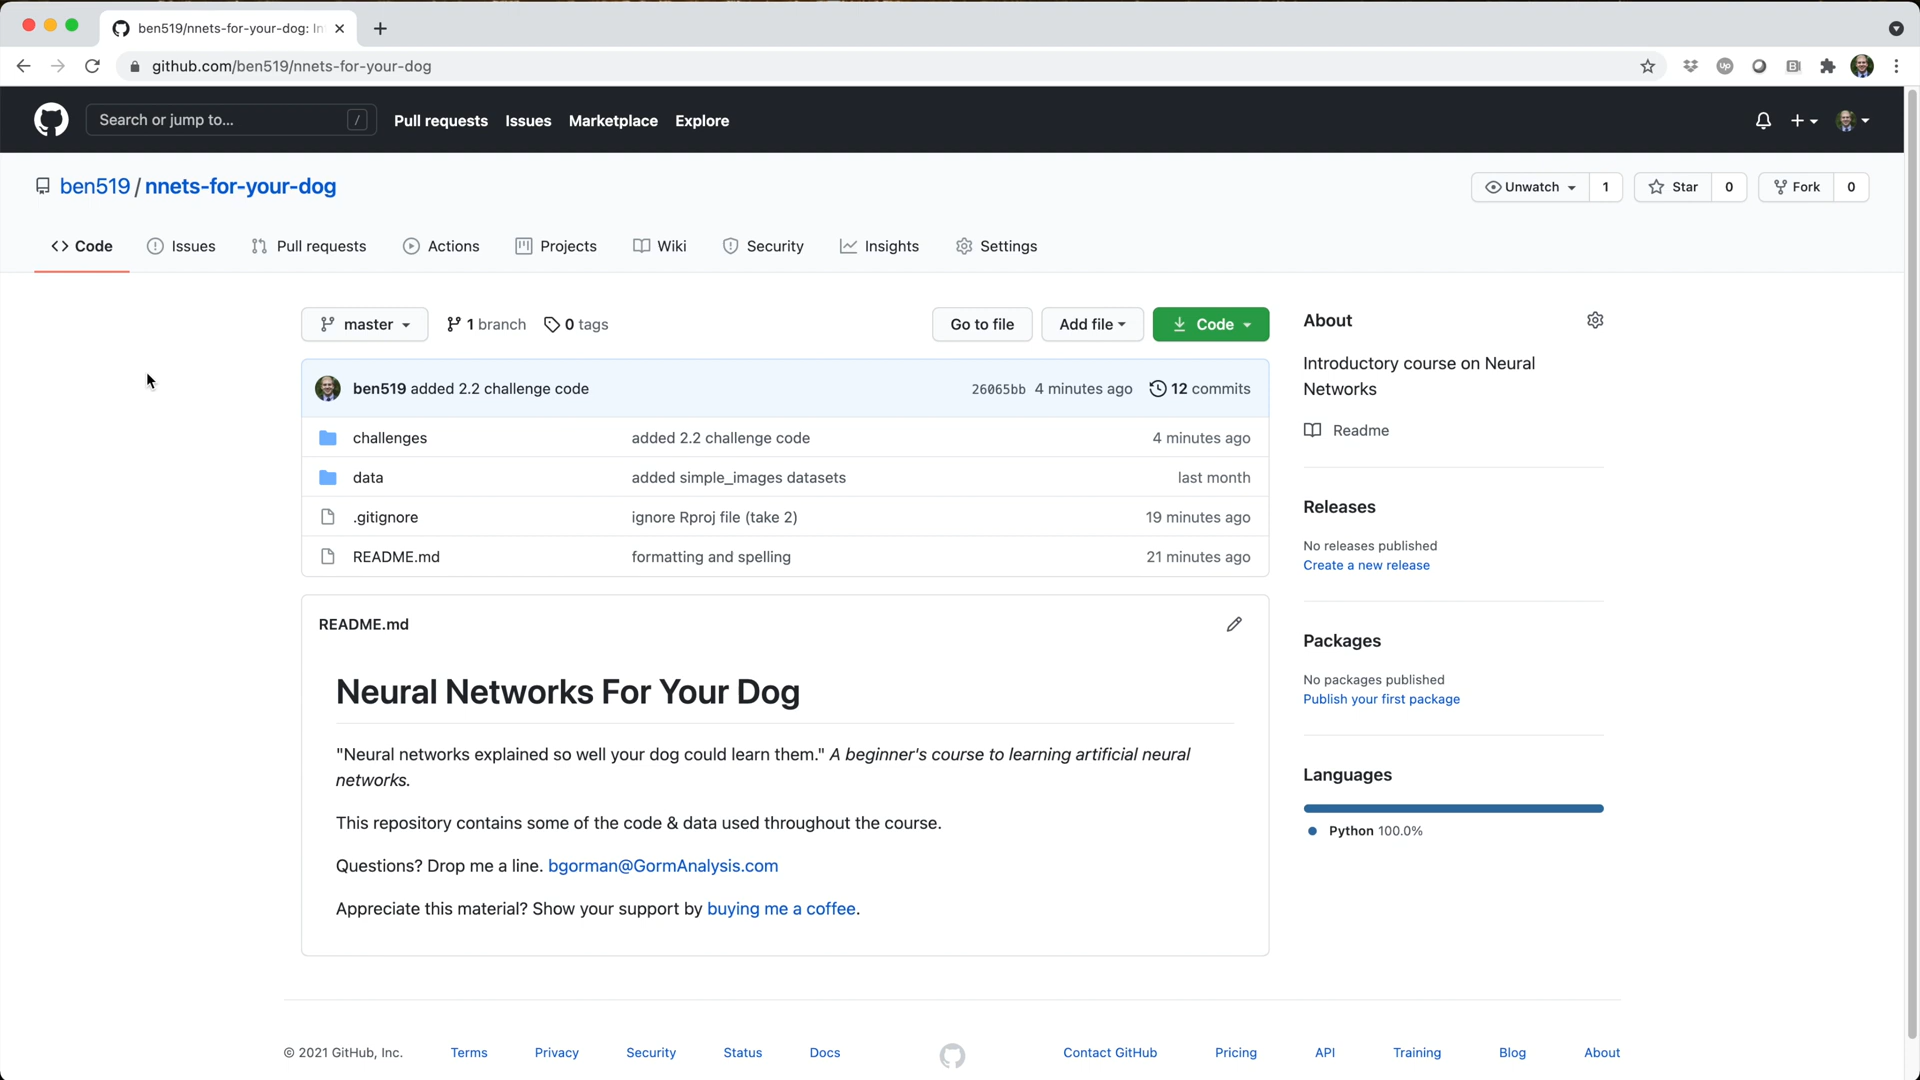 ben519/nnets-for-your-dog: In
github.com/ben519/nnets-for-your-dog
Search or jump to...
/
Pull requests
Issues
Marketplace
Explore
ben519 / nnets-for-your-dog
Unwatch
1
Star
0
Fork
0
Code
Issues
Pull requests
Actions
Projects
Wiki
Security
Insights
Settings
master
1 branch
0 tags
Go to file
Add file
Code
ben519 added 2.2 challenge code
26065bb
4 minutes ago
12 commits
challenges
added 2.2 challenge code
4 minutes ago
data
added simple_images datasets
last month
.gitignore
ignore Rproj file (take 2)
19 minutes ago
README.md
formatting and spelling
21 minutes ago
README.md
Neural Networks For Your Dog
"Neural networks explained so well your dog could learn them." A beginner's course to learning artificial neural
networks.
This repository contains some of the code & data used throughout the course.
Questions? Drop me a line. bgorman@GormAnalysis.com
Appreciate this material? Show your support by buying me a coffee.
About
Introductory course on Neural
Networks
Readme
Releases
No releases published
Create a new release
Packages
No packages published
Publish your first package
Languages
Python 100.0%
© 2021 GitHub, Inc.
Terms
Privacy
Security
Status
Docs
Contact GitHub
Pricing
API
Training
Blog
About